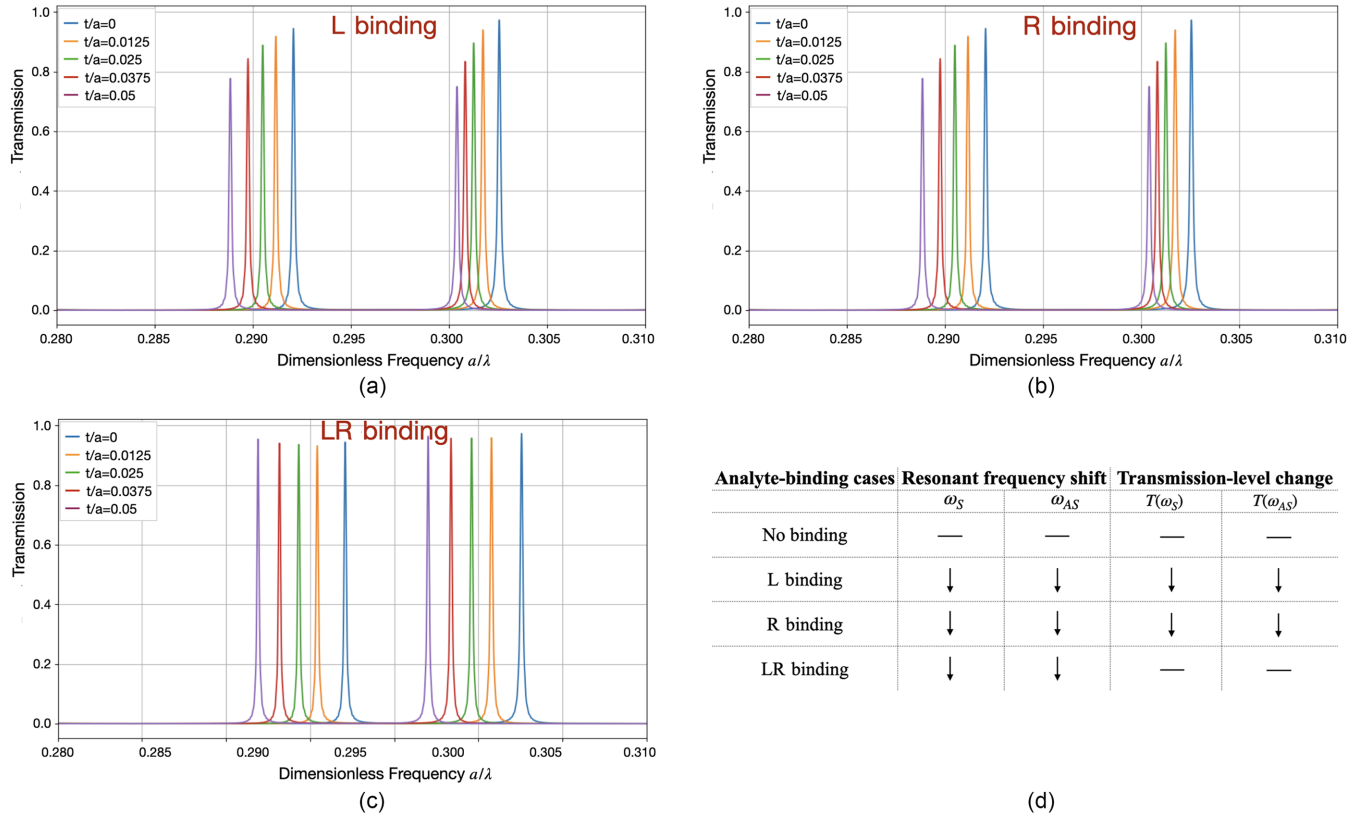 L binding
t/a=0
t/a=0.0125
t/a=0.025
t/a=0.0375
t/a=0.05
Transmission
1.0
0.8
0.6
0.4
0.2
0.0
0.280 0.285 0.290 0.295 0.300 0.305 0.310
Dimensionless Frequency a/λ
(a)
R binding
t/a=0
t/a=0.0125
t/a=0.025
t/a=0.0375
t/a=0.05
Transmission
1.0
0.8
0.6
0.4
0.2
0.0
0.280 0.285 0.290 0.295 0.300 0.305 0.310
Dimensionless Frequency a/λ
(b)
LR binding
t/a=0
t/a=0.0125
t/a=0.025
t/a=0.0375
t/a=0.05
Transmission
1.0
0.8
0.6
0.4
0.2
0.0
0.280 0.285 0.290 0.295 0.300 0.310
Dimensionless Frequency a/λ
(c)
Analyte-binding cases Resonant frequency shift Transmission-level change
ω_S ω_AS T(ω_S) T(ω_AS)
No binding — — — —
L binding ↓ ↓ ↓ ↓
R binding ↓ ↓ ↓ ↓
LR binding ↓ ↓ — —
(d)